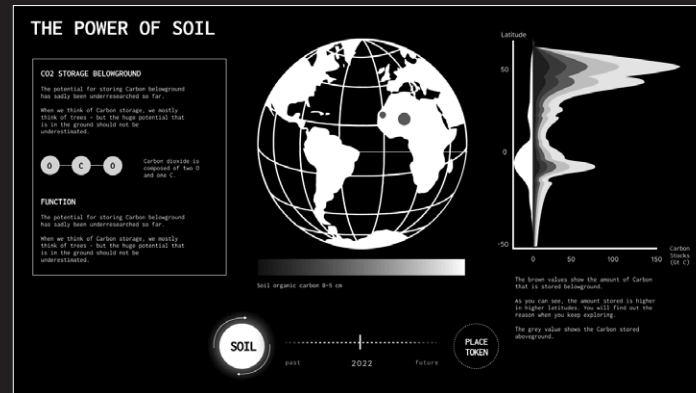 THE POWER OF SOIL
CO2 STORAGE BELOWGROUND
The potential for storing Carbon belowground
has sadly been underresearched so far.
When we think of Carbon storage, we mostly
think of trees - but the huge potential that
is in the ground should not be
underestimated.
O C O
Carbon dioxide is
composed of two O
and one C.
FUNCTION
The potential for storing Carbon belowground
has sadly been underresearched so far.
When we think of Carbon storage, we mostly
think of trees - but the huge potential that
is in the ground should not be
underestimated.
Soil organic carbon 0-5 cm
Latitude
50
0
-50
0 50 100 150
Carbon
Stocks
(Gt C)
The brown values show the amount of Carbon
that is stored belowground.
As you can see, the amount stored is higher
in higher latitudes. You will find out the
reason when you keep exploring.
The grey value shows the Carbon stored
aboveground.
SOIL
past 2022 future
PLACE
TOKEN